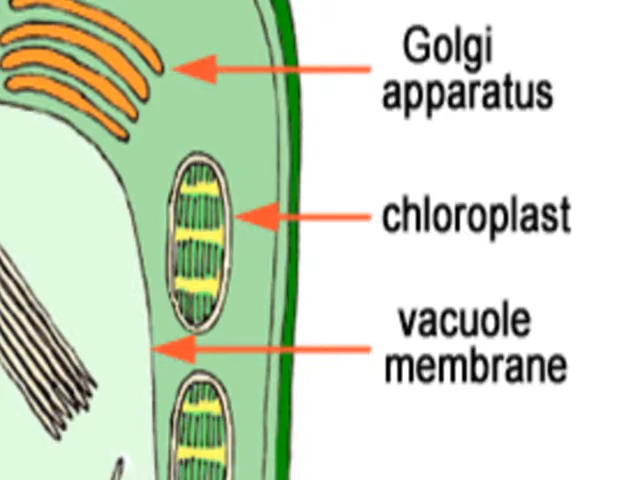 Golgi
apparatus
chloroplast
vacuole
membrane